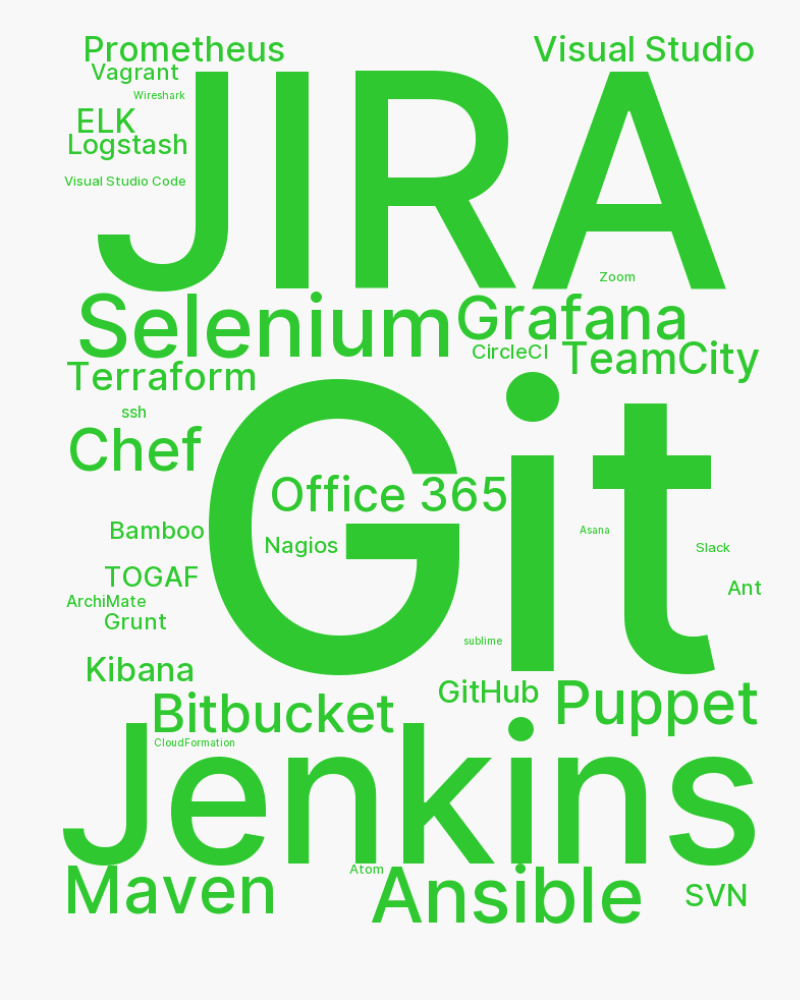 Prometheus
Visual Studio
Vagrant
Wireshark
JIRA
ELK
Logstash
Visual Studio Code
Zoom
Selenium
Grafana
CircleCI
TeamCity
Terraform
ssh
Chef
Git
Office 365
Bamboo
Nagios
Asana
Slack
TOGAF
Ant
ArchiMate
Grunt
sublime
Kibana
GitHub
Bitbucket
Puppet
CloudFormation
Jenkins
Atom
Maven
Ansible
SVN